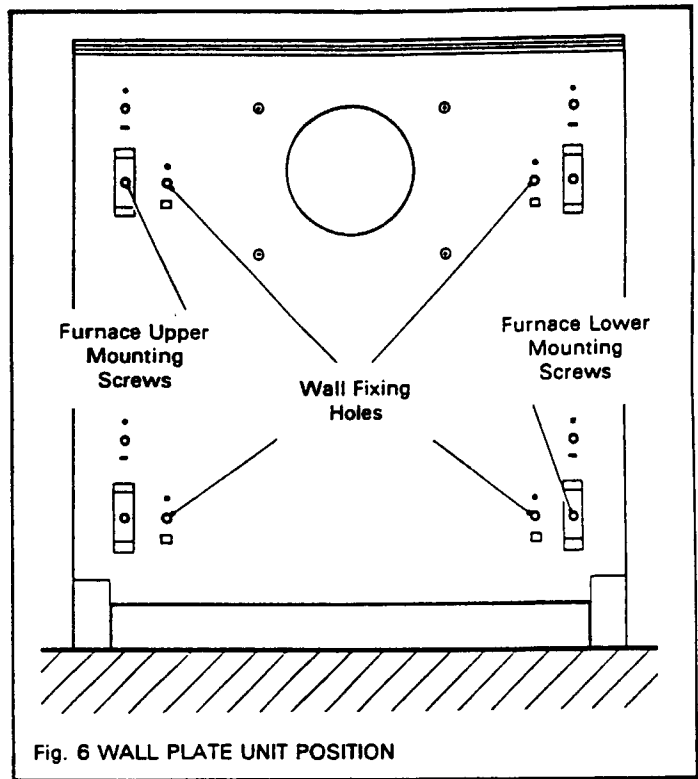 Furnace Upper
Mounting
Screws
Furnace Lower
Mounting
Screws
Wall Fixing
Holes
Fig. 6 WALL PLATE UNIT POSITION